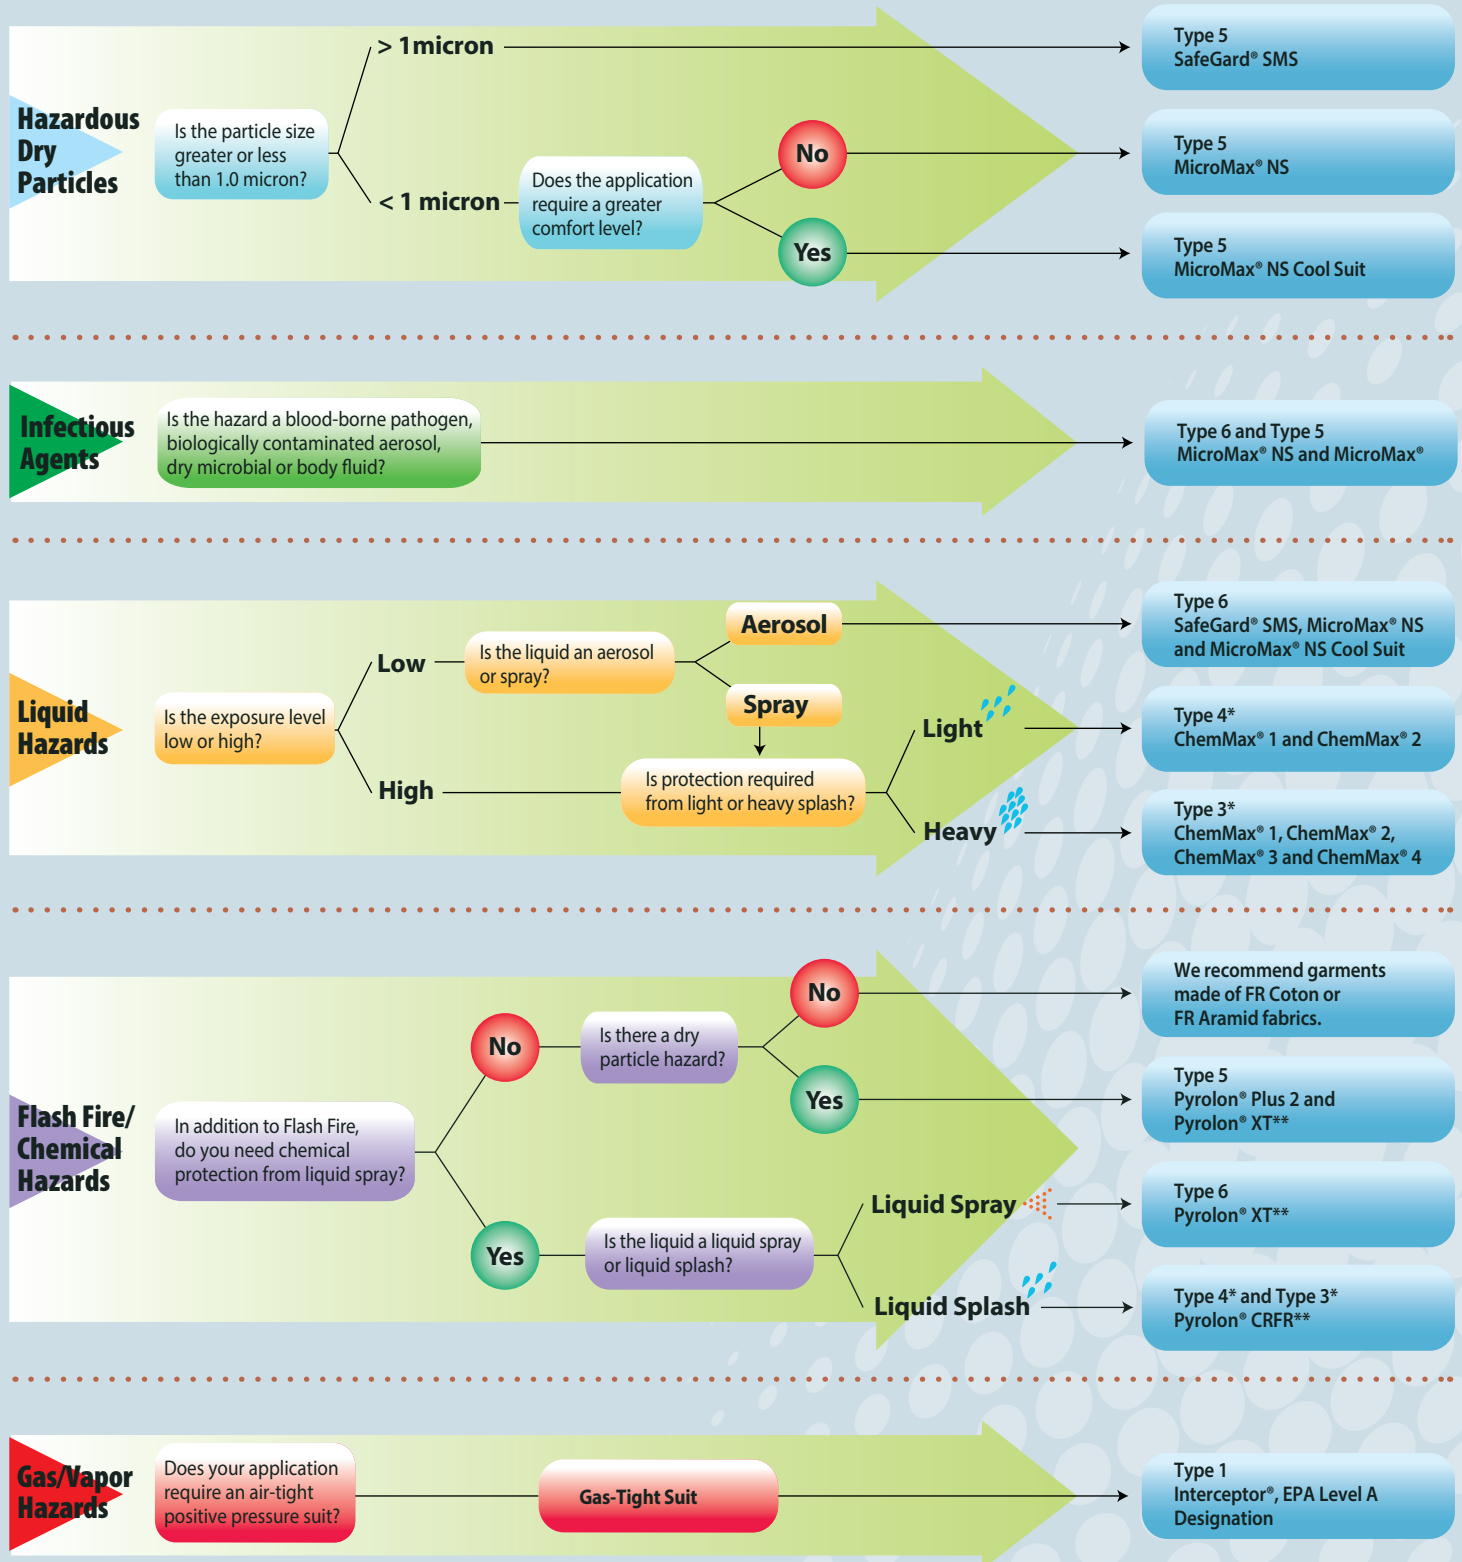 Hazardous
Dry
Particles
Is the particle size
greater or less
than 1.0 micron?
> 1micron
< 1 micron
Does the application
require a greater
comfort level?
No
Yes
Type 5
SafeGard® SMS
Type 5
MicroMax® NS
Type 5
MicroMax® NS Cool Suit
Infectious
Agents
Is the hazard a blood-borne pathogen,
biologically contaminated aerosol,
dry microbial or body fluid?
Type 6 and Type 5
MicroMax® NS and MicroMax®
Liquid
Hazards
Is the exposure level
low or high?
Low
High
Is the liquid an aerosol
or spray?
Aerosol
Spray
Is protection required
from light or heavy splash?
Light
Heavy
Type 6
SafeGard® SMS, MicroMax® NS
and MicroMax® NS Cool Suit
Type 4*
ChemMax® 1 and ChemMax® 2
Type 3*
ChemMax® 1, ChemMax® 2,
ChemMax® 3 and ChemMax® 4
Flash Fire/
Chemical
Hazards
In addition to Flash Fire,
do you need chemical
protection from liquid spray?
No
Yes
Is there a dry
particle hazard?
No
Yes
Is the liquid a liquid spray
or liquid splash?
Liquid Spray
Liquid Splash
We recommend garments
made of FR Coton or
FR Aramid fabrics.
Type 5
Pyrolon® Plus 2 and
Pyrolon® XT**
Type 6
Pyrolon® XT**
Type 4* and Type 3*
Pyrolon® CRFR**
Gas/Vapor
Hazards
Does your application
require an air-tight
positive pressure suit?
Gas-Tight Suit
Type 1
Interceptor®, EPA Level A
Designation